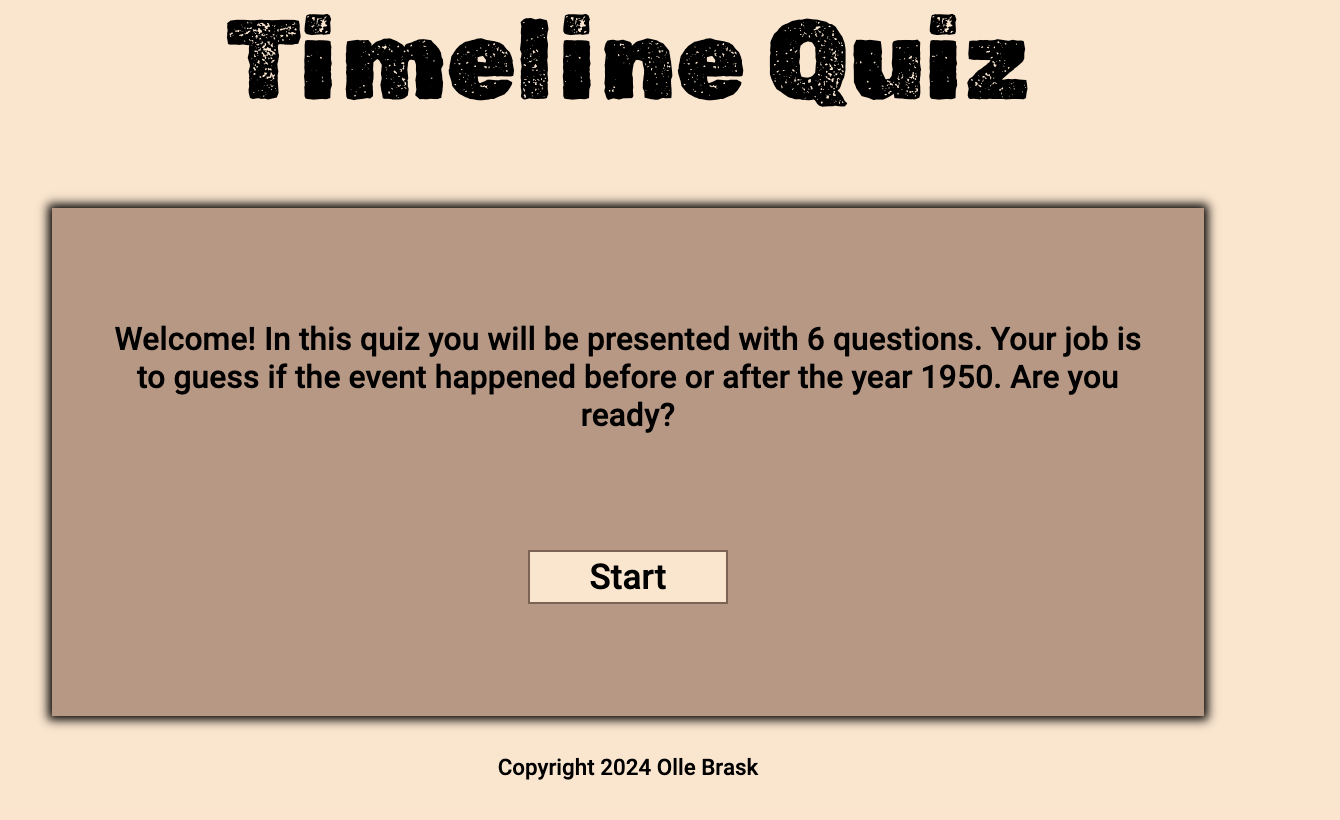 Timeline Quiz
Welcome! In this quiz you will be presented with 6 questions. Your job is
to guess if the event happened before or after the year 1950. Are you
ready?
Start
Copyright 2024 Olle Brask